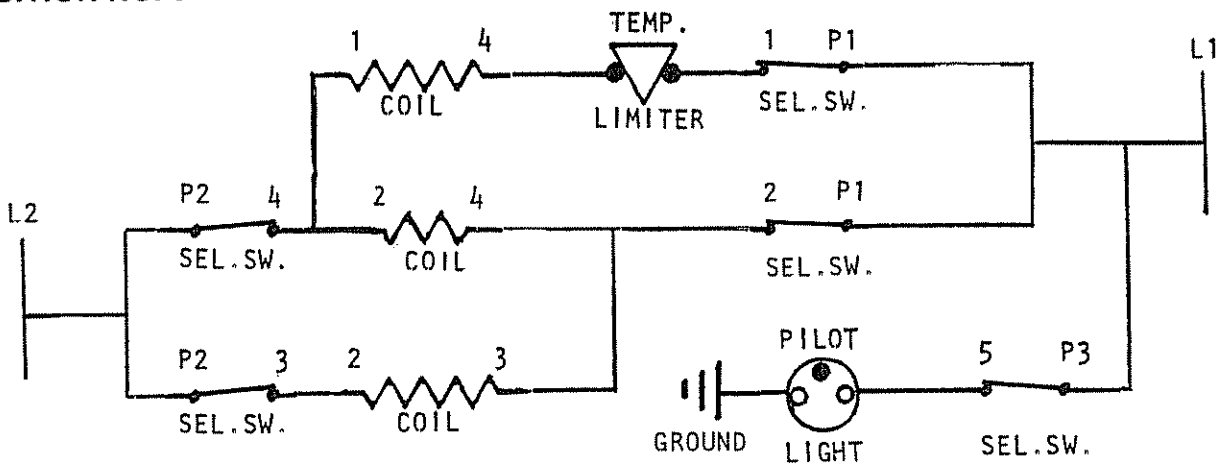 TEMP.
1 4 1 P1
L1
COIL
LIMITER
SEL.SW.
P2 4 2 4 2 P1
L2
SEL.SW.
COIL
SEL.SW.
PILOT
P2 3 2 3 5 P3
SEL.SW.
COIL
GROUND
LIGHT
SEL.SW.